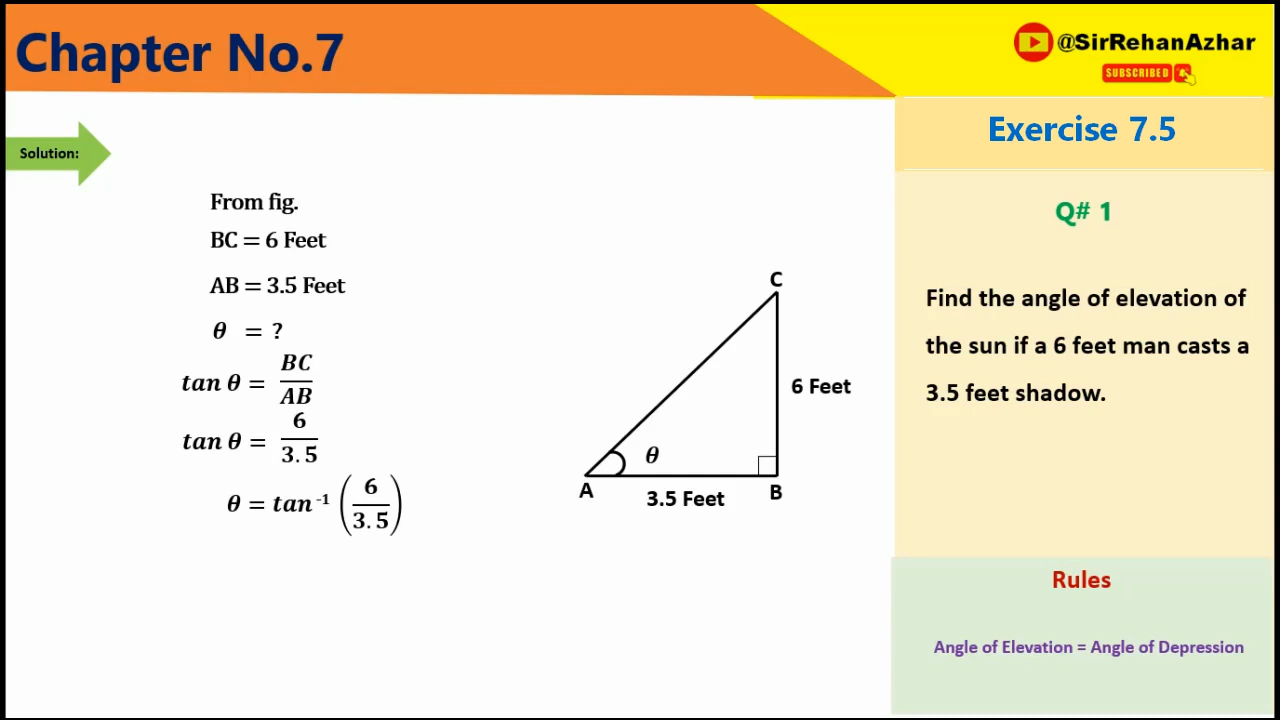 Chapter No.7
@SirRehanAzhar
SUBSCRIBED
Exercise 7.5
Solution:
From fig.
BC = 6 Feet
AB = 3.5 Feet
θ = ?
tan θ = BC/AB
tan θ = 6/3.5
θ = tan⁻¹ (6/3.5)
C
6 Feet
θ
A
B
3.5 Feet
Q# 1
Find the angle of elevation of
the sun if a 6 feet man casts a
3.5 feet shadow.
Rules
Angle of Elevation = Angle of Depression